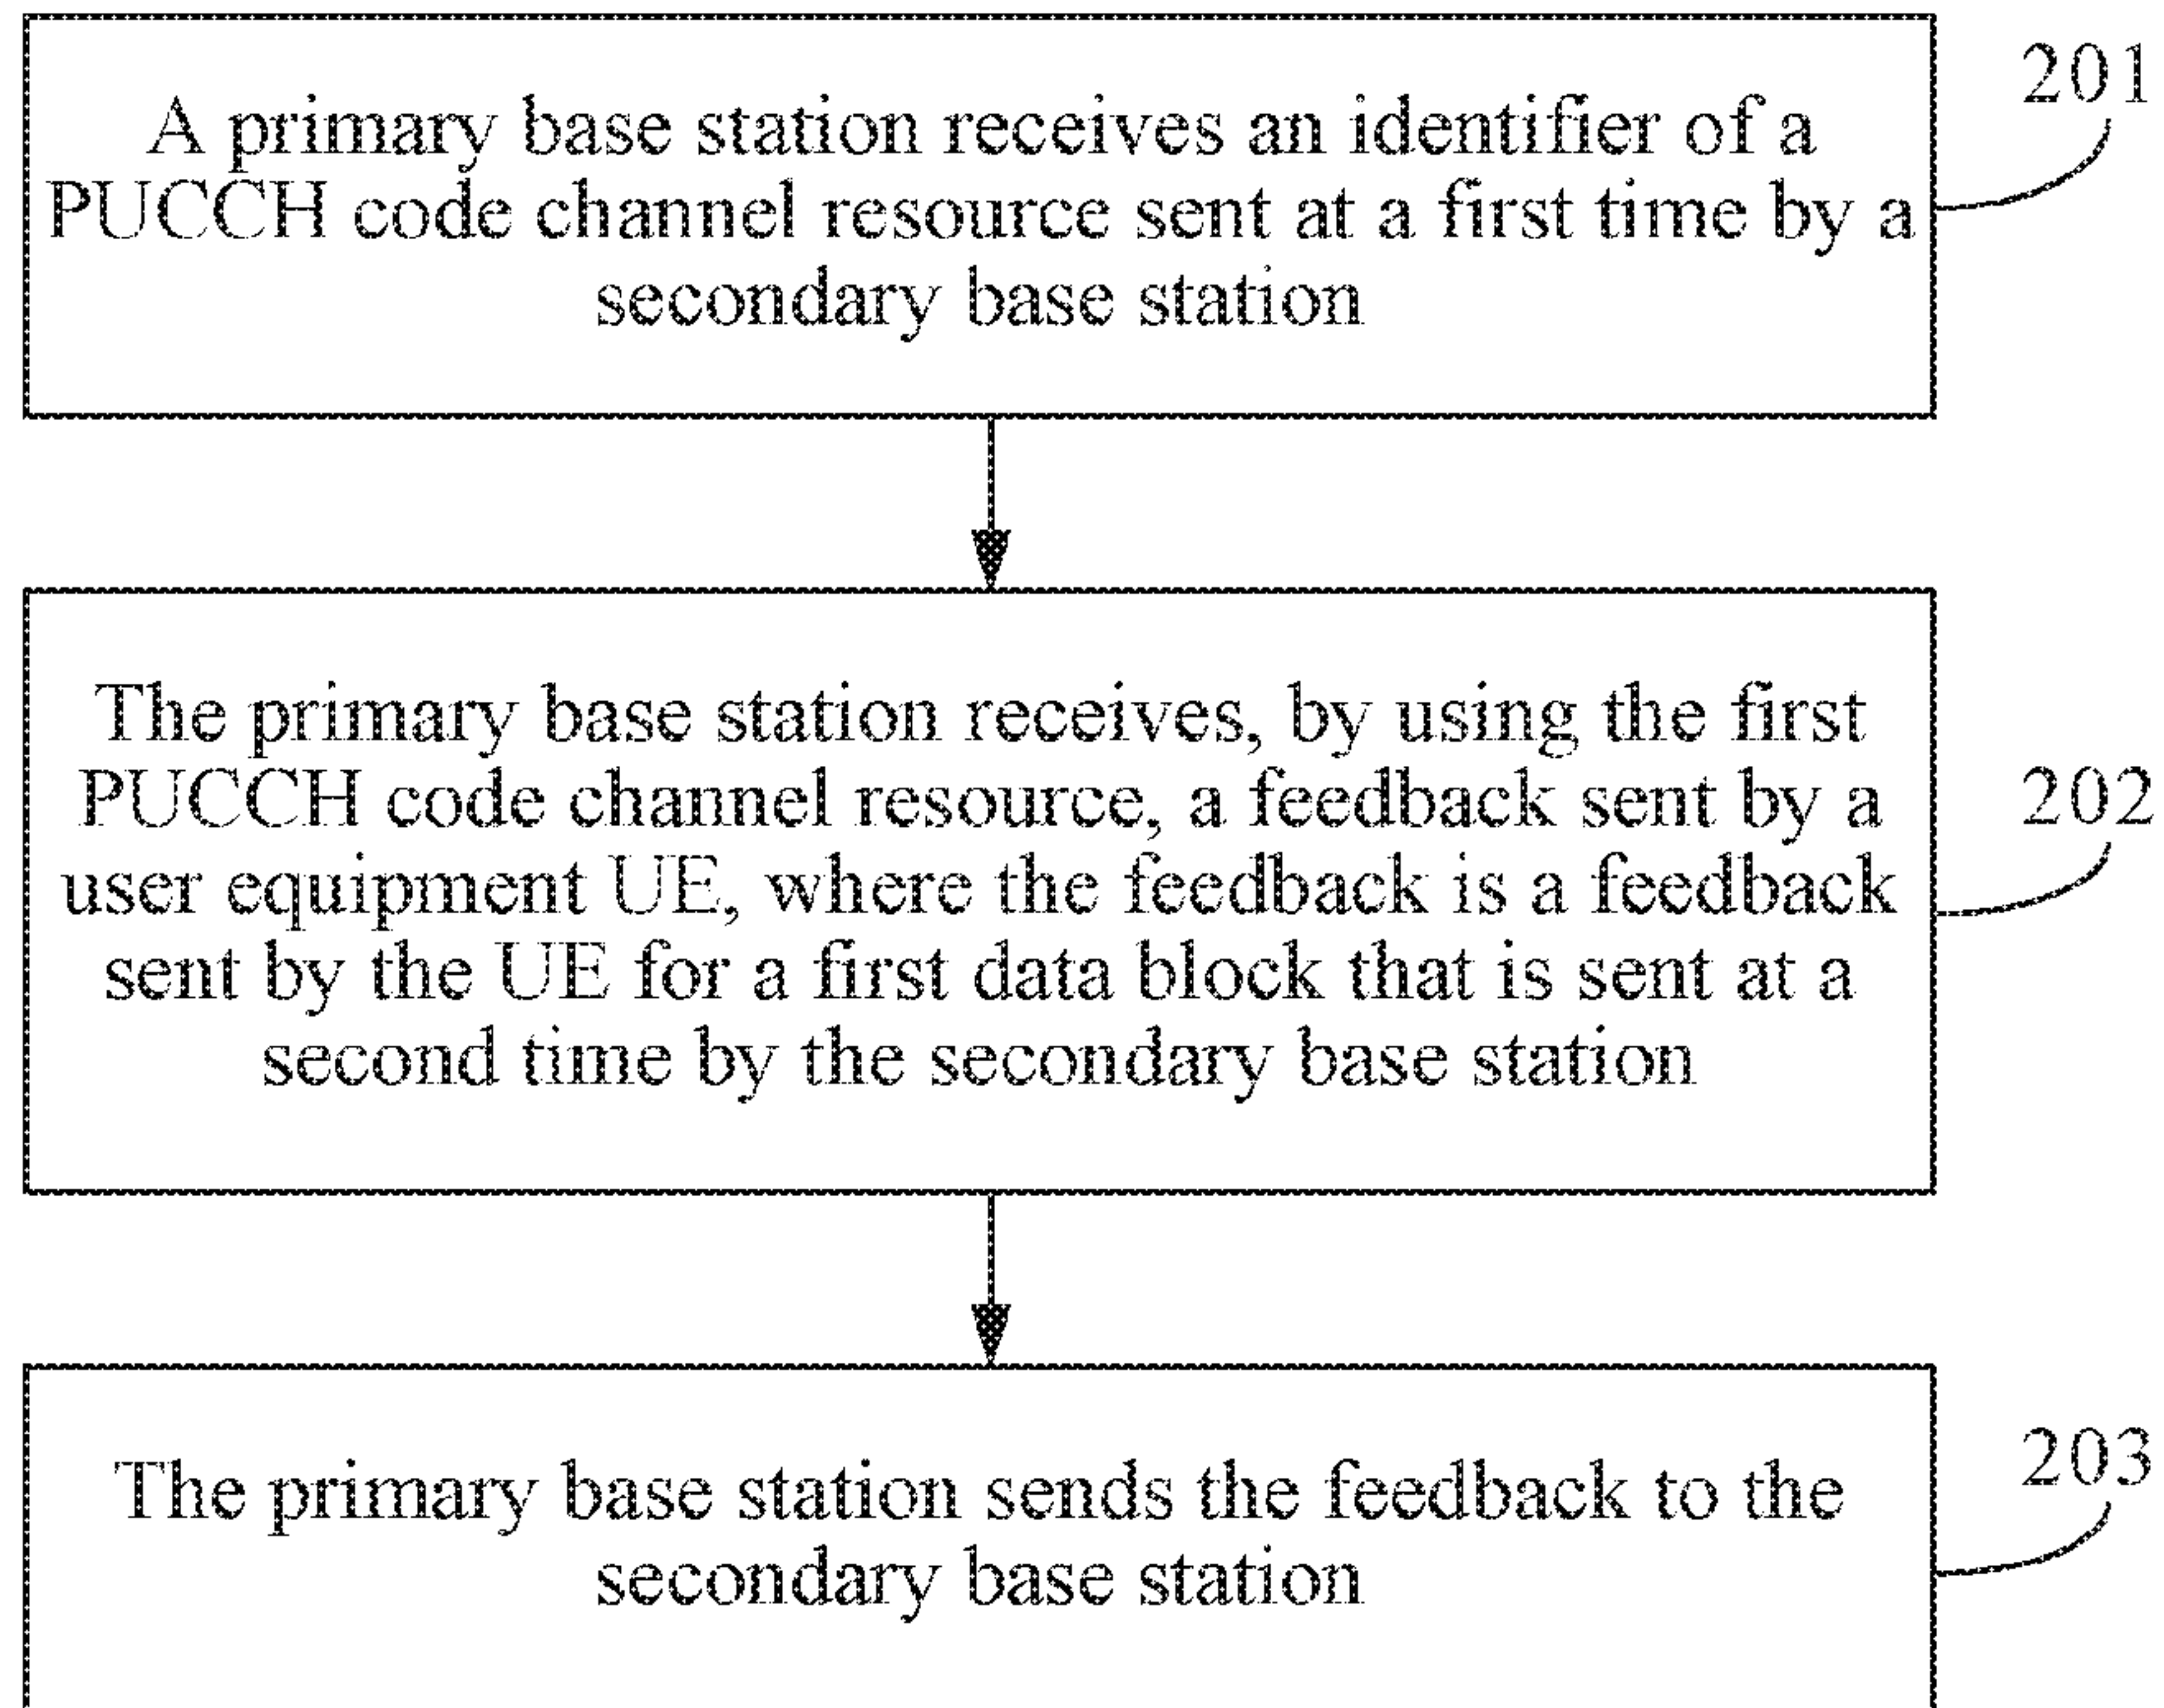 A primary base station receives an identifier of a
PUCCH code channel resource sent at a first time by a
secondary base station
201
The primary base station receives, by using the first
PUCCH code channel resource, a feedback sent by a
user equipment UE, where the feedback is a feedback
sent by the UE for a first data block that is sent at a
second time by the secondary base station
202
The primary base station sends the feedback to the
secondary base station
203